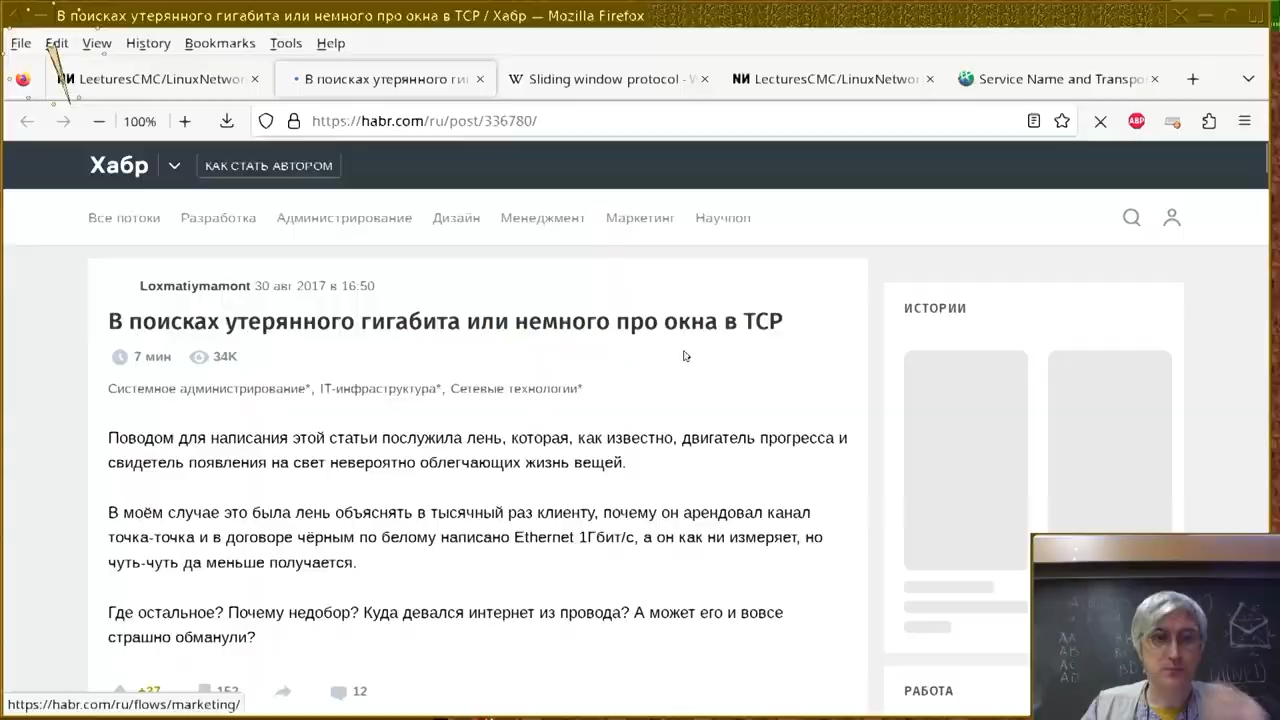 В поисках утерянного гигабита или немного про окна в TCP / Хабр — Mozilla Firefox
File Edit View History Bookmarks Tools Help
LecturesCMC/LinuxNetwor В поисках утерянного ги Sliding window protocol - W LecturesCMC/LinuxNetwor Service Name and Transpo
100% https://habr.com/ru/post/336780/ ABP
Хабр КАК СТАТЬ АВТОРОМ
Все потоки Разработка Администрирование Дизайн Менеджмент Маркетинг Научпоп
Loxmatiymamont 30 авг 2017 в 16:50
В поисках утерянного гигабита или немного про окна в TCP
7 мин 34K
Системное администрирование*, IT-инфраструктура*, Сетевые технологии*
Поводом для написания этой статьи послужила лень, которая, как известно, двигатель прогресса и
свидетель появления на свет невероятно облегчающих жизнь вещей.
В моём случае это была лень объяснять в тысячный раз клиенту, почему он арендовал канал
точка-точка и в договоре чёрным по белому написано Ethernet 1Гбит/с, а он как ни измеряет, но
чуть-чуть да меньше получается.
Где остальное? Почему недобор? Куда девался интернет из провода? А может его и вовсе
страшно обманули?
+37 152 12
https://habr.com/ru/flows/marketing/
ИСТОРИИ
РАБОТА